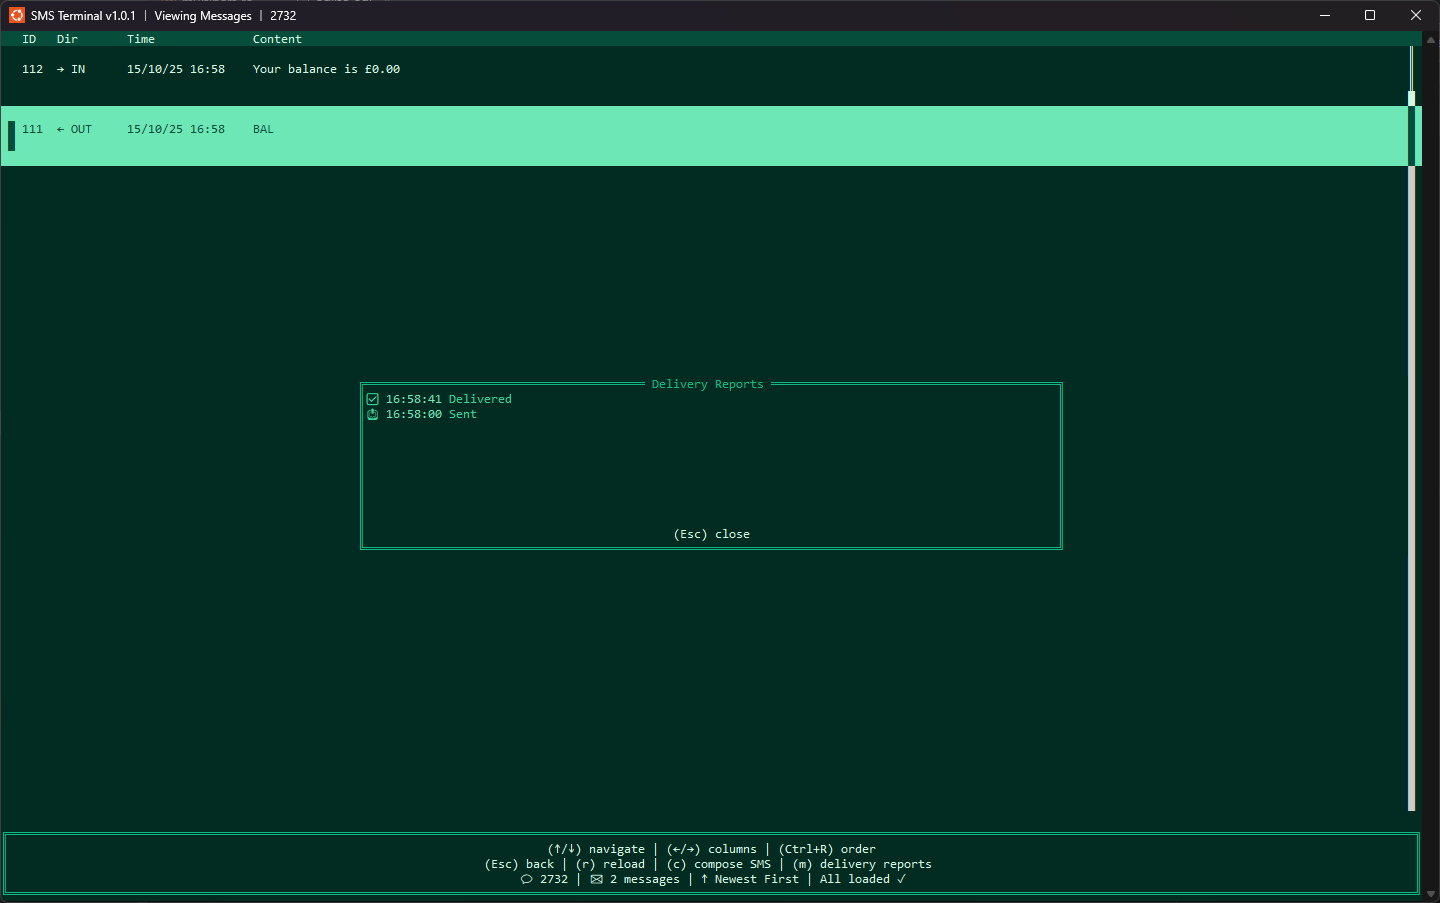 SMS Terminal v1.0.1 | Viewing Messages | 2732
ID Dir Time Content
112 → IN 15/10/25 16:58 Your balance is £0.00
111 ← OUT 15/10/25 16:58 BAL
Delivery Reports
16:58:41 Delivered
16:58:00 Sent
(Esc) close
(↑/↓) navigate | (←/→) columns | (Ctrl+R) order
(Esc) back | (r) reload | (c) compose SMS | (m) delivery reports
2732 | 2 messages | ↑ Newest First | All loaded ✓